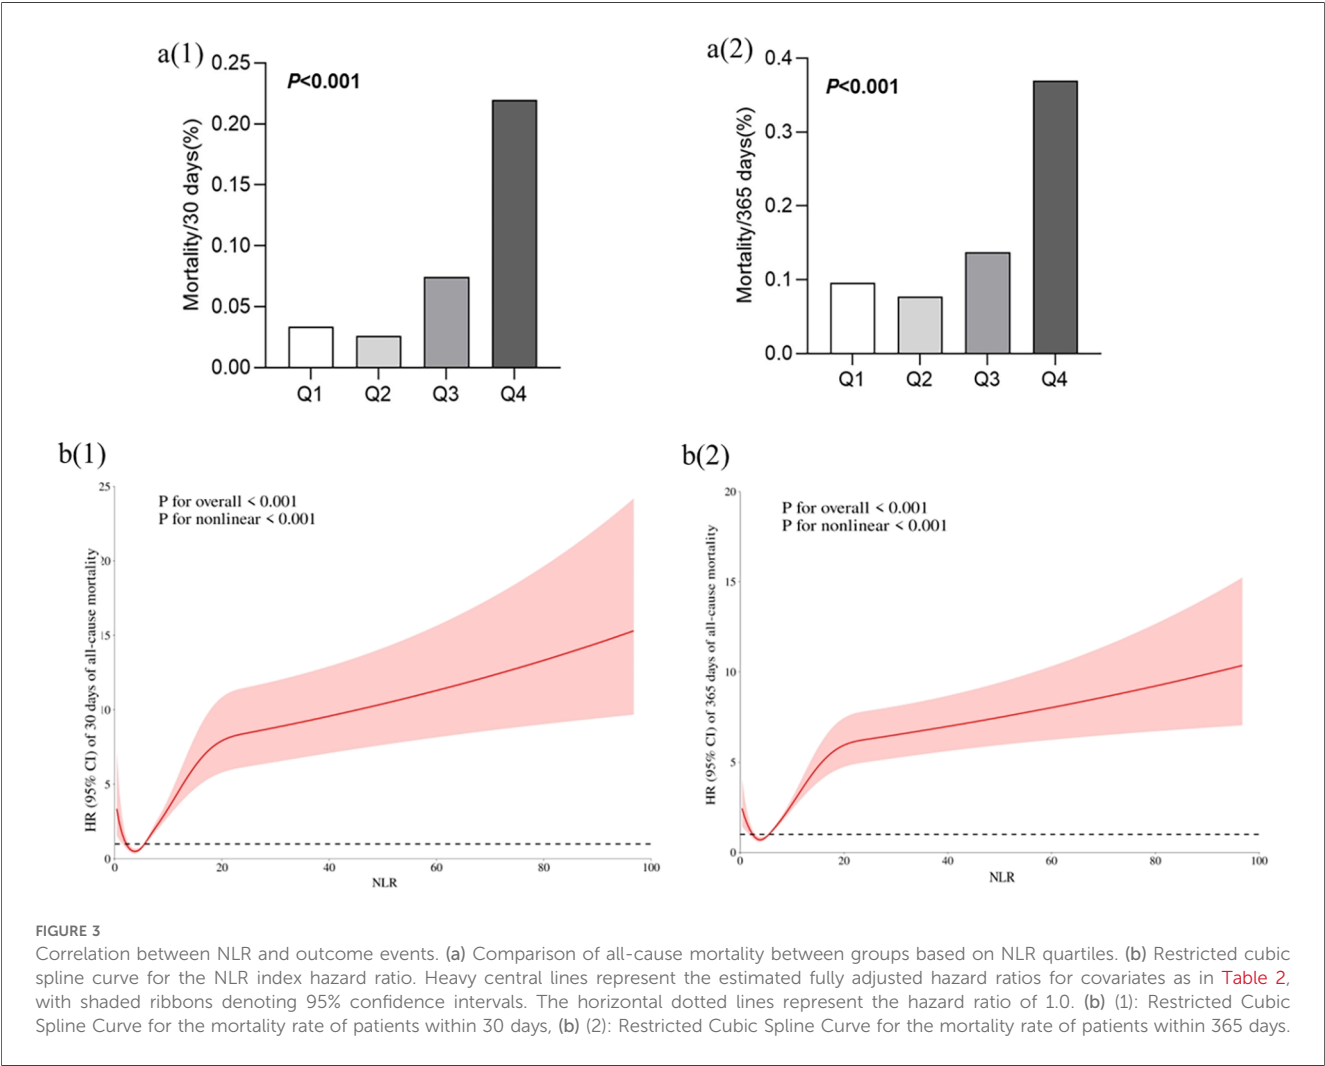 a(1)
P<0.001
Mortality/30 days(%)
0.25
0.20
0.15
0.10
0.05
0.00
Q1 Q2 Q3 Q4
a(2)
P<0.001
Mortality/365 days(%)
0.4
0.3
0.2
0.1
0.0
Q1 Q2 Q3 Q4
b(1)
P for overall < 0.001
P for nonlinear < 0.001
HR (95% CI) of 30 days of all-cause mortality
25
20
15
10
5
0
0 20 40 60 80 100
NLR
b(2)
P for overall < 0.001
P for nonlinear < 0.001
HR (95% CI) of 365 days of all-cause mortality
20
15
10
5
0
0 20 40 60 80 100
NLR
FIGURE 3
Correlation between NLR and outcome events. (a) Comparison of all-cause mortality between groups based on NLR quartiles. (b) Restricted cubic
spline curve for the NLR index hazard ratio. Heavy central lines represent the estimated fully adjusted hazard ratios for covariates as in Table 2,
with shaded ribbons denoting 95% confidence intervals. The horizontal dotted lines represent the hazard ratio of 1.0. (b) (1): Restricted Cubic
Spline Curve for the mortality rate of patients within 30 days, (b) (2): Restricted Cubic Spline Curve for the mortality rate of patients within 365 days.